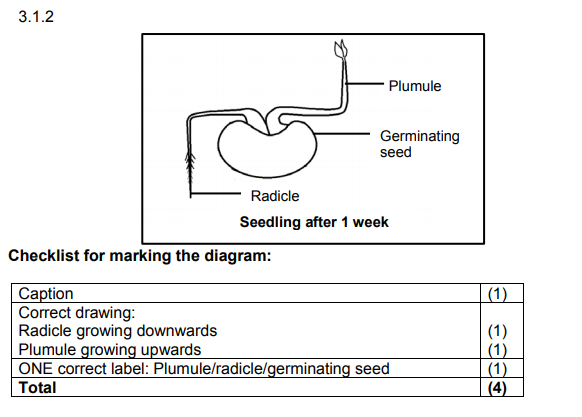 3.1.2
Plumule
Germinating
seed
Radicle
Seedling after 1 week
Checklist for marking the diagram:
Caption (1)
Correct drawing:
Radicle growing downwards (1)
Plumule growing upwards (1)
ONE correct label: Plumule/radicle/germinating seed (1)
Total (4)